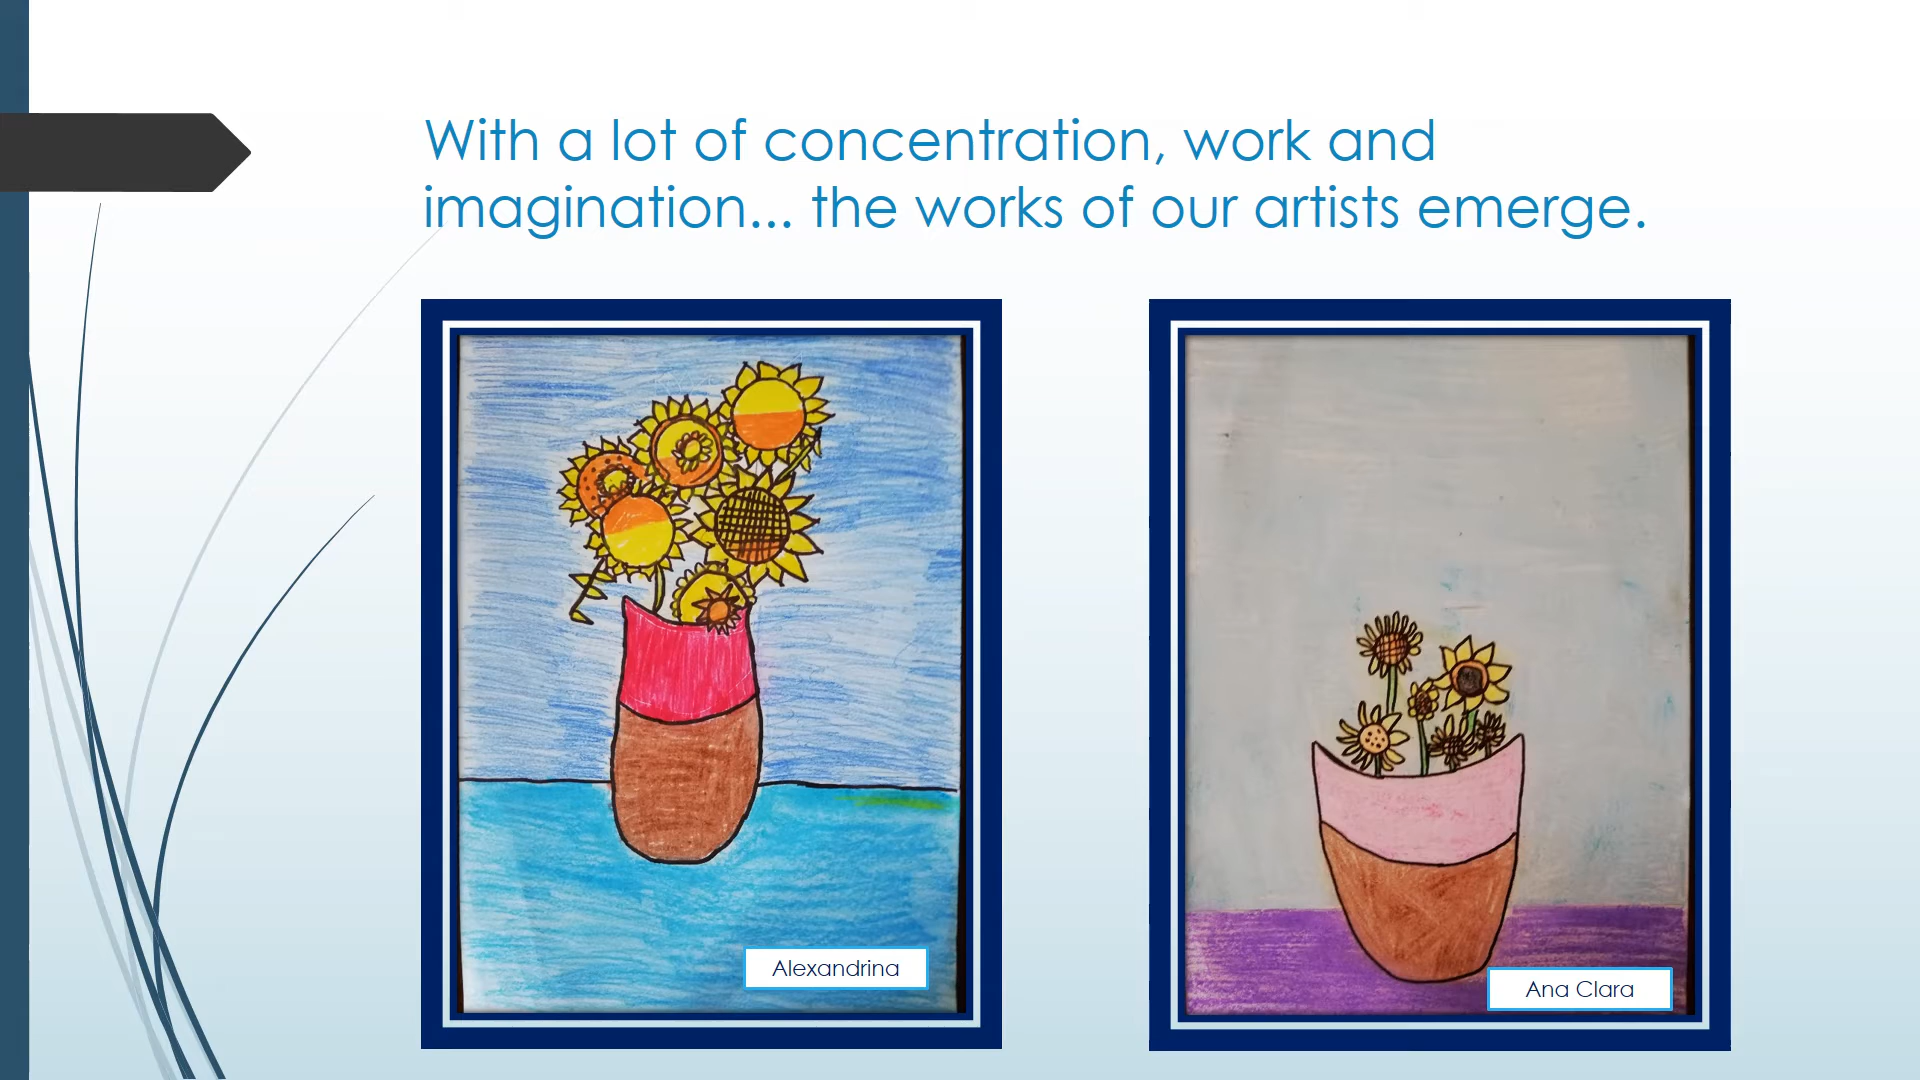 With a lot of concentration, work and
imagination... the works of our artists emerge.
Alexandrina
Ana Clara